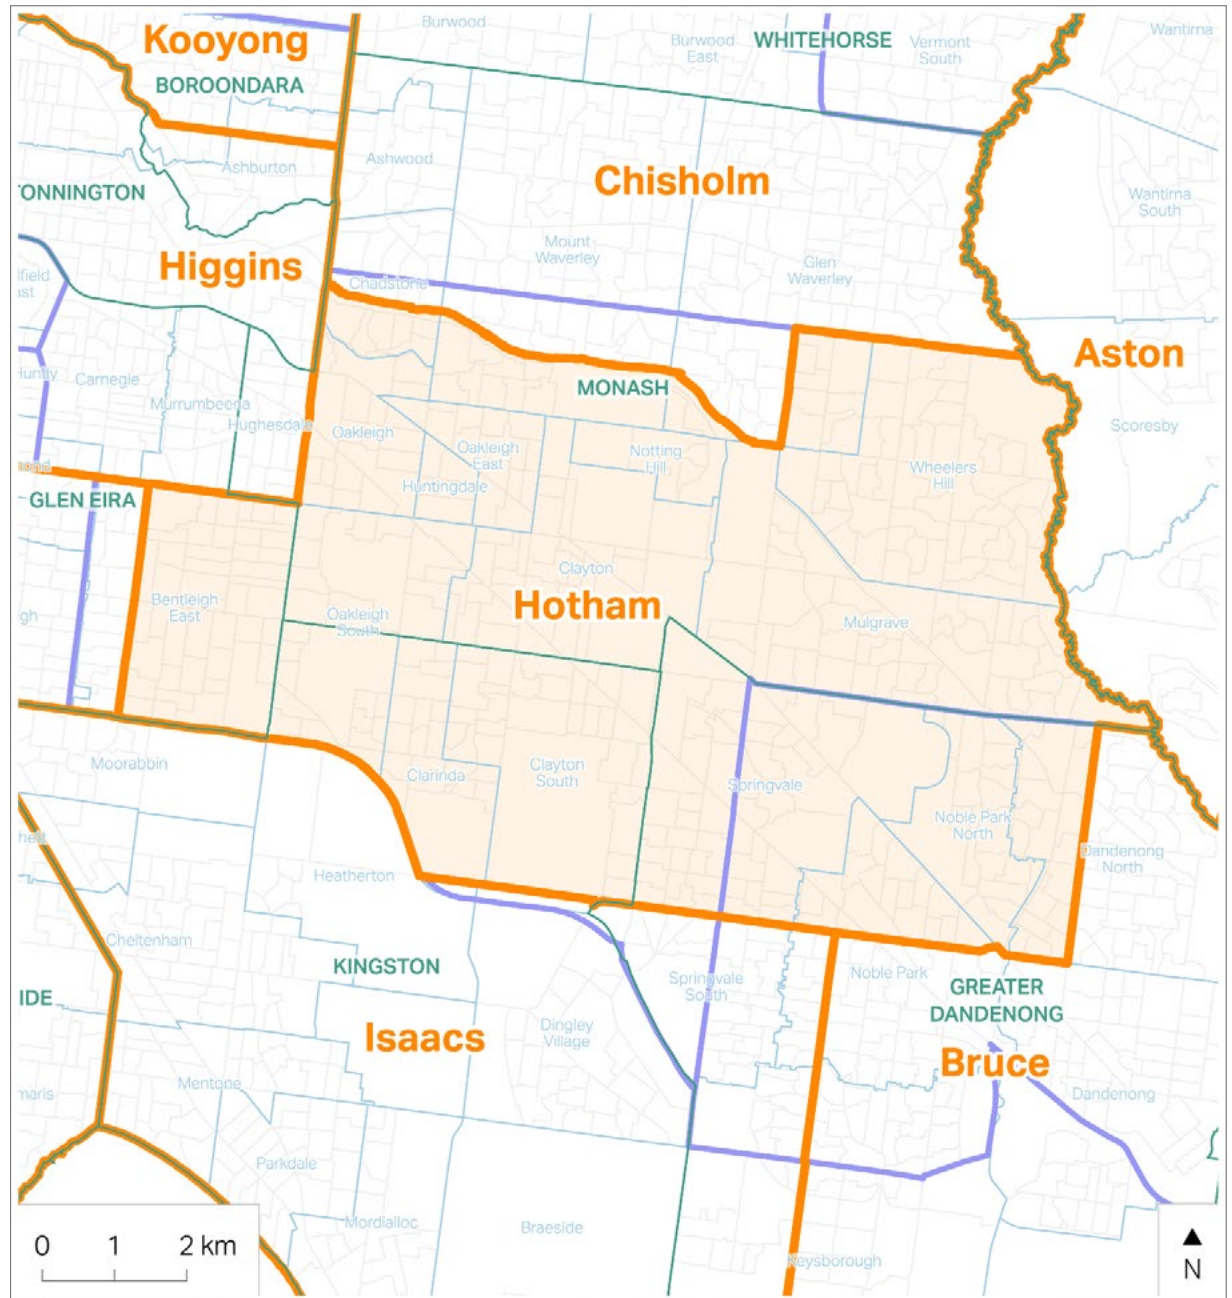 Burwood
Wantirna
Kooyong
Burwood
East
WHITEHORSE
Vermont
South
BOROONDARA
Ashwood
Ashburton
Chisholm
ONNINGTON
Wantirna
South
Mount
Waverley
Glen
Waverley
Higgins
Chadstone
Aston
Carnegie
MONASH
Murrumbeena
Hughesdale
Scoresby
Oakleigh
Oakleigh
East
Notting
Hill
Wheelers
Hill
Huntingdale
GLEN EIRA
Clayton
Bentleigh
East
Hotham
Oakleigh
South
Mulgrave
Moorabbin
Clarinda
Clayton
South
Springvale
Noble Park
North
Dandenong
North
Heatherton
Cheltenham
KINGSTON
Springvale
South
Noble Park
GREATER
DANDENONG
IDE
Isaacs
Dingley
Village
Bruce
Mentone
maris
Dandenong
Parkdale
Mordialloc
Braeside
Keysborough
0 1 2 km
N